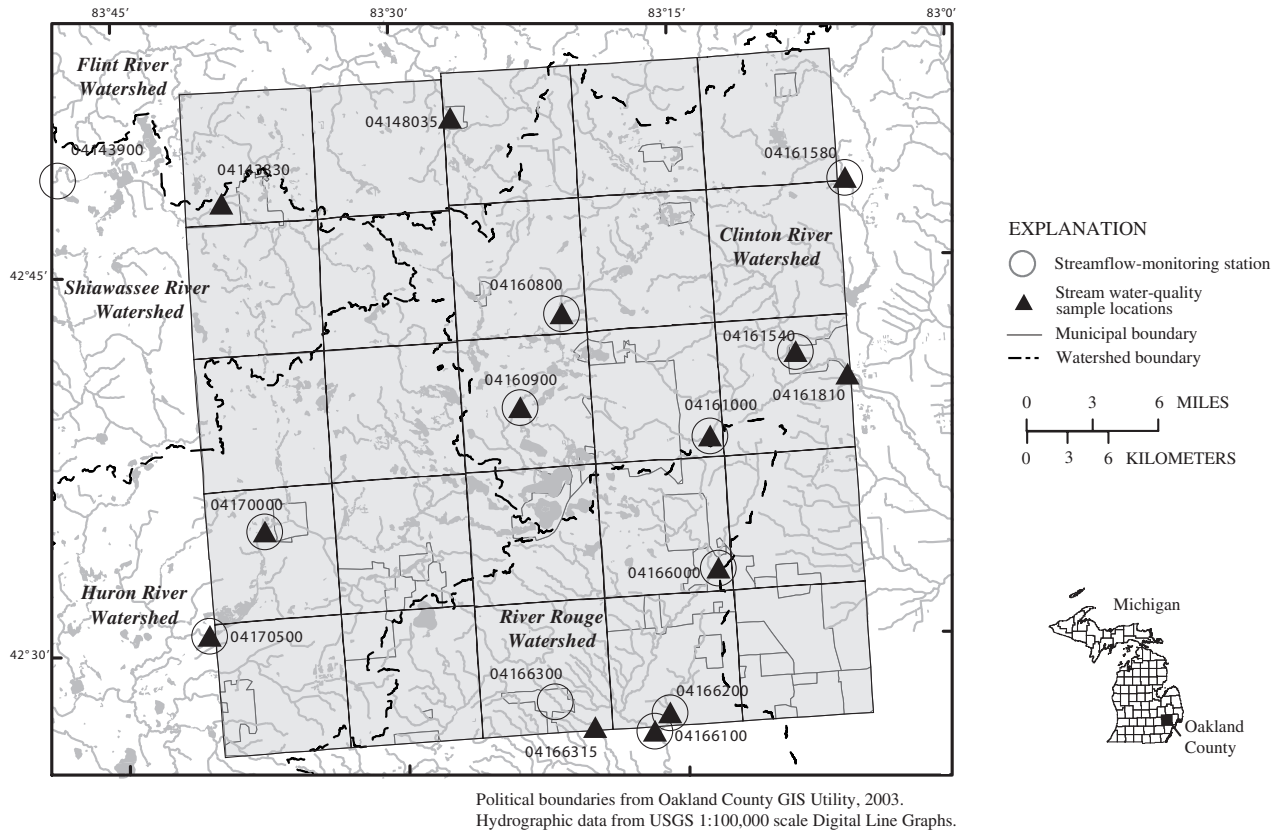 83°45' 83°30' 83°15' 83°0'
Flint River
Watershed
04148035
04143900
04143830
04161580
Clinton River
Watershed
42°45'
Shiawassee River
Watershed
04160800
04161540
04160900
04161810
04161000
04170000
04166000
Huron River
Watershed
River Rouge
Watershed
04170500
42°30'
04166300
04166200
04166100
04166315
EXPLANATION
Streamflow-monitoring station
Stream water-quality
sample locations
Municipal boundary
Watershed boundary
0 3 6 MILES
0 3 6 KILOMETERS
Michigan
Oakland
County
Political boundaries from Oakland County GIS Utility, 2003.
Hydrographic data from USGS 1:100,000 scale Digital Line Graphs.